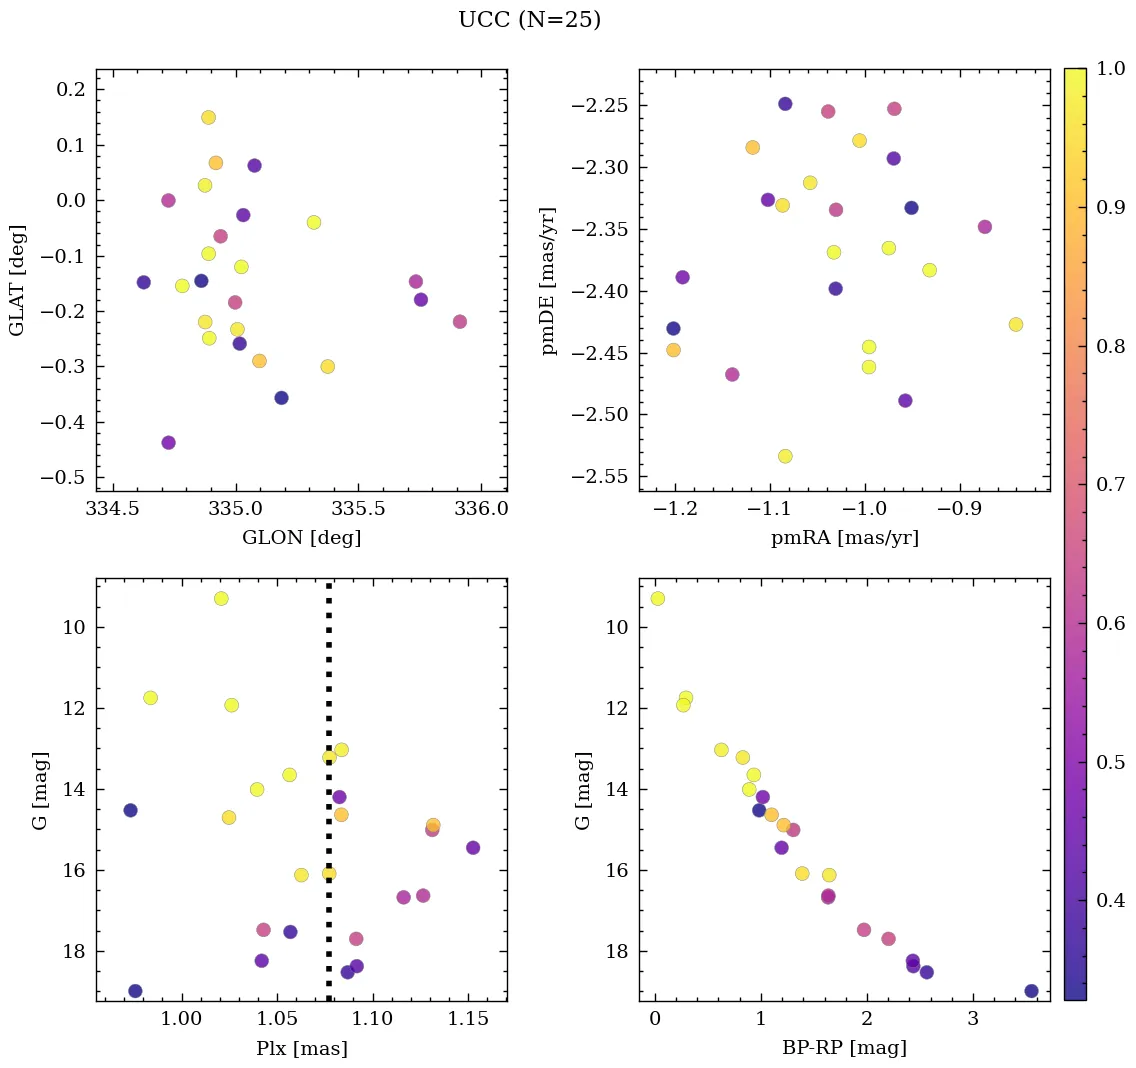 UCC (N=25)
0.2
0.1
0.0
−0.1
−0.2
−0.3
−0.4
−0.5
GLAT [deg]
334.5 335.0 335.5 336.0
GLON [deg]
−2.25
−2.30
−2.35
−2.40
−2.45
−2.50
−2.55
pmDE [mas/yr]
−1.2 −1.1 −1.0 −0.9
pmRA [mas/yr]
10
12
14
16
18
G [mag]
1.00 1.05 1.10 1.15
Plx [mas]
10
12
14
16
18
G [mag]
0 1 2 3
BP-RP [mag]
1.0
0.9
0.8
0.7
0.6
0.5
0.4